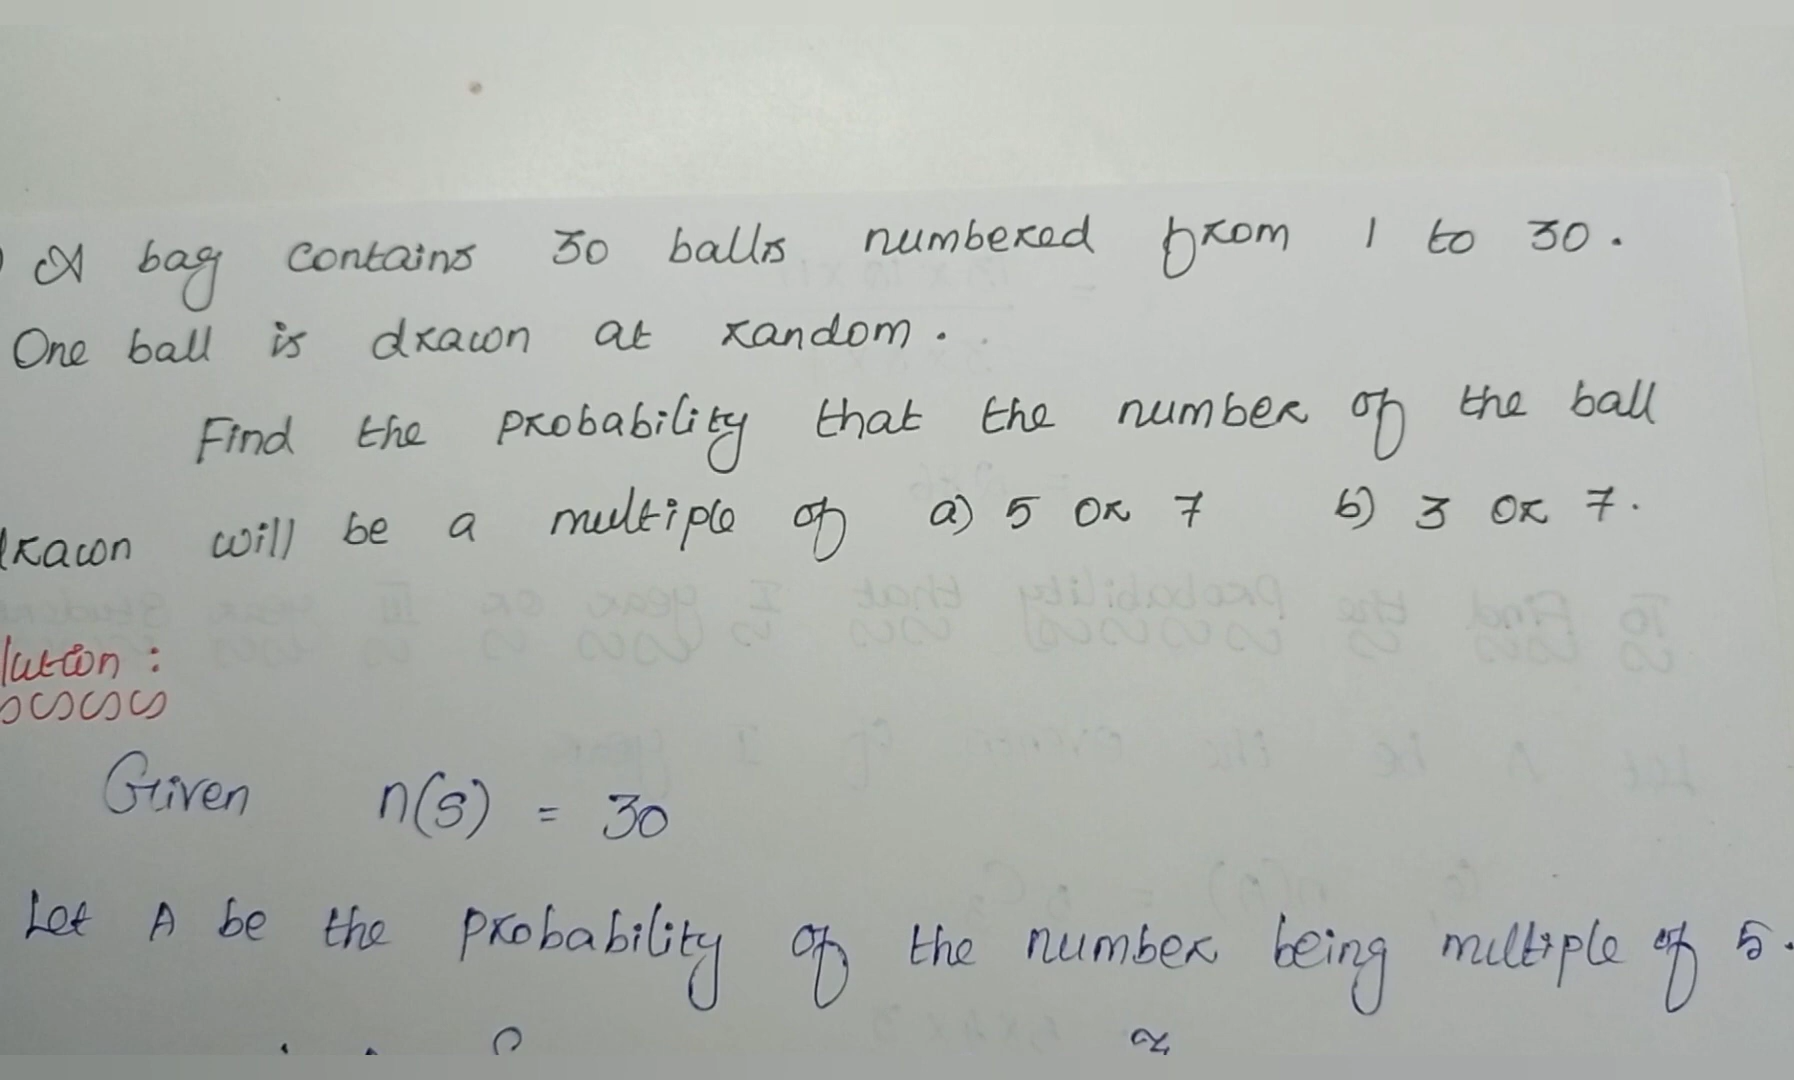 A bag contains 30 balls numbered from 1 to 30.
One ball is drawn at random.
Find the probability that the number of the ball
drawn will be a multiple of a) 5 or 7 b) 3 or 7.
lution :
Given n(S) = 30
Let A be the probability of the number being multiple of 5.